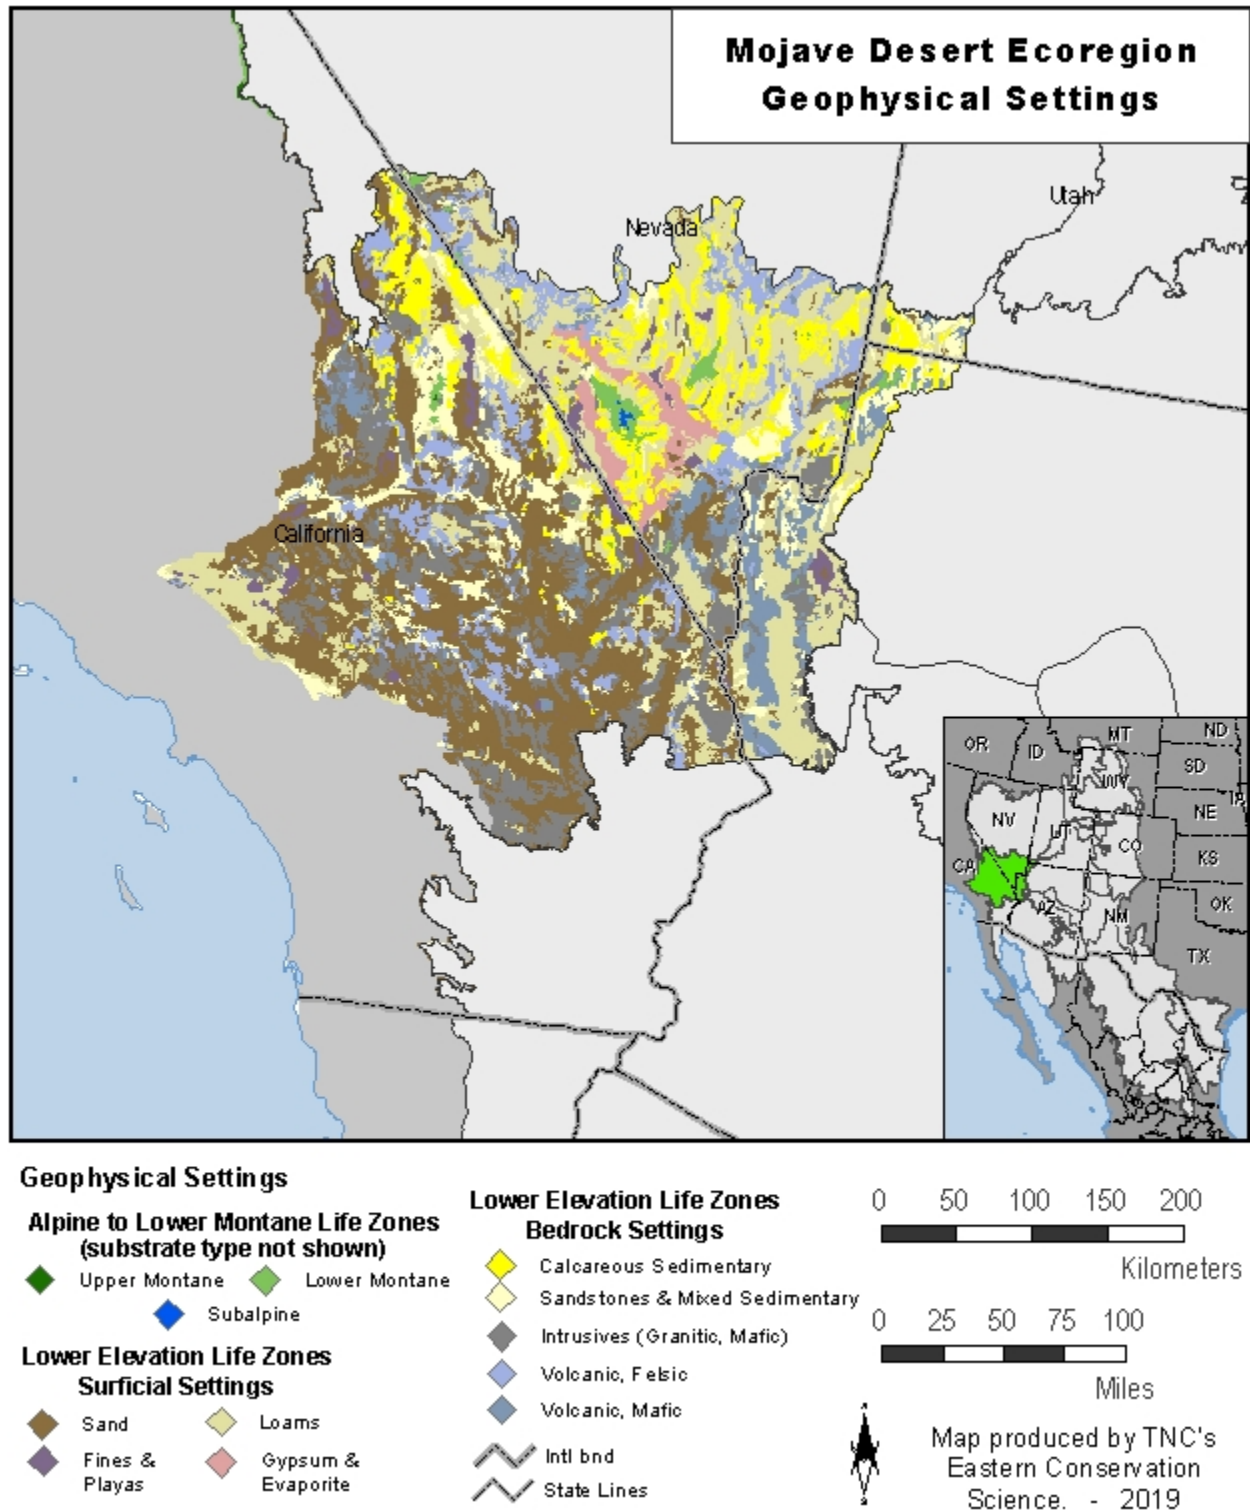 Mojave Desert Ecoregion
Geophysical Settings
Utah
Nevada
California
OR
ID
MT
ND
SD
WY
IA
NE
NV
UT
CO
KS
CA
OK
AZ
NM
TX
Geophysical Settings
Alpine to Lower Montane Life Zones
(substrate type not shown)
Upper Montane
Lower Montane
Subalpine
Lower Elevation Life Zones
Surficial Settings
Sand
Loams
Fines &
Playas
Gypsum &
Evaporite
Lower Elevation Life Zones
Bedrock Settings
Calcareous Sedimentary
Sandstones & Mixed Sedimentary
Intrusives (Granitic, Mafic)
Volcanic, Felsic
Volcanic, Mafic
Intl bnd
State Lines
0 50 100 150 200
Kilometers
0 25 50 75 100
Miles
Map produced by TNC's
Eastern Conservation
Science. - 2019